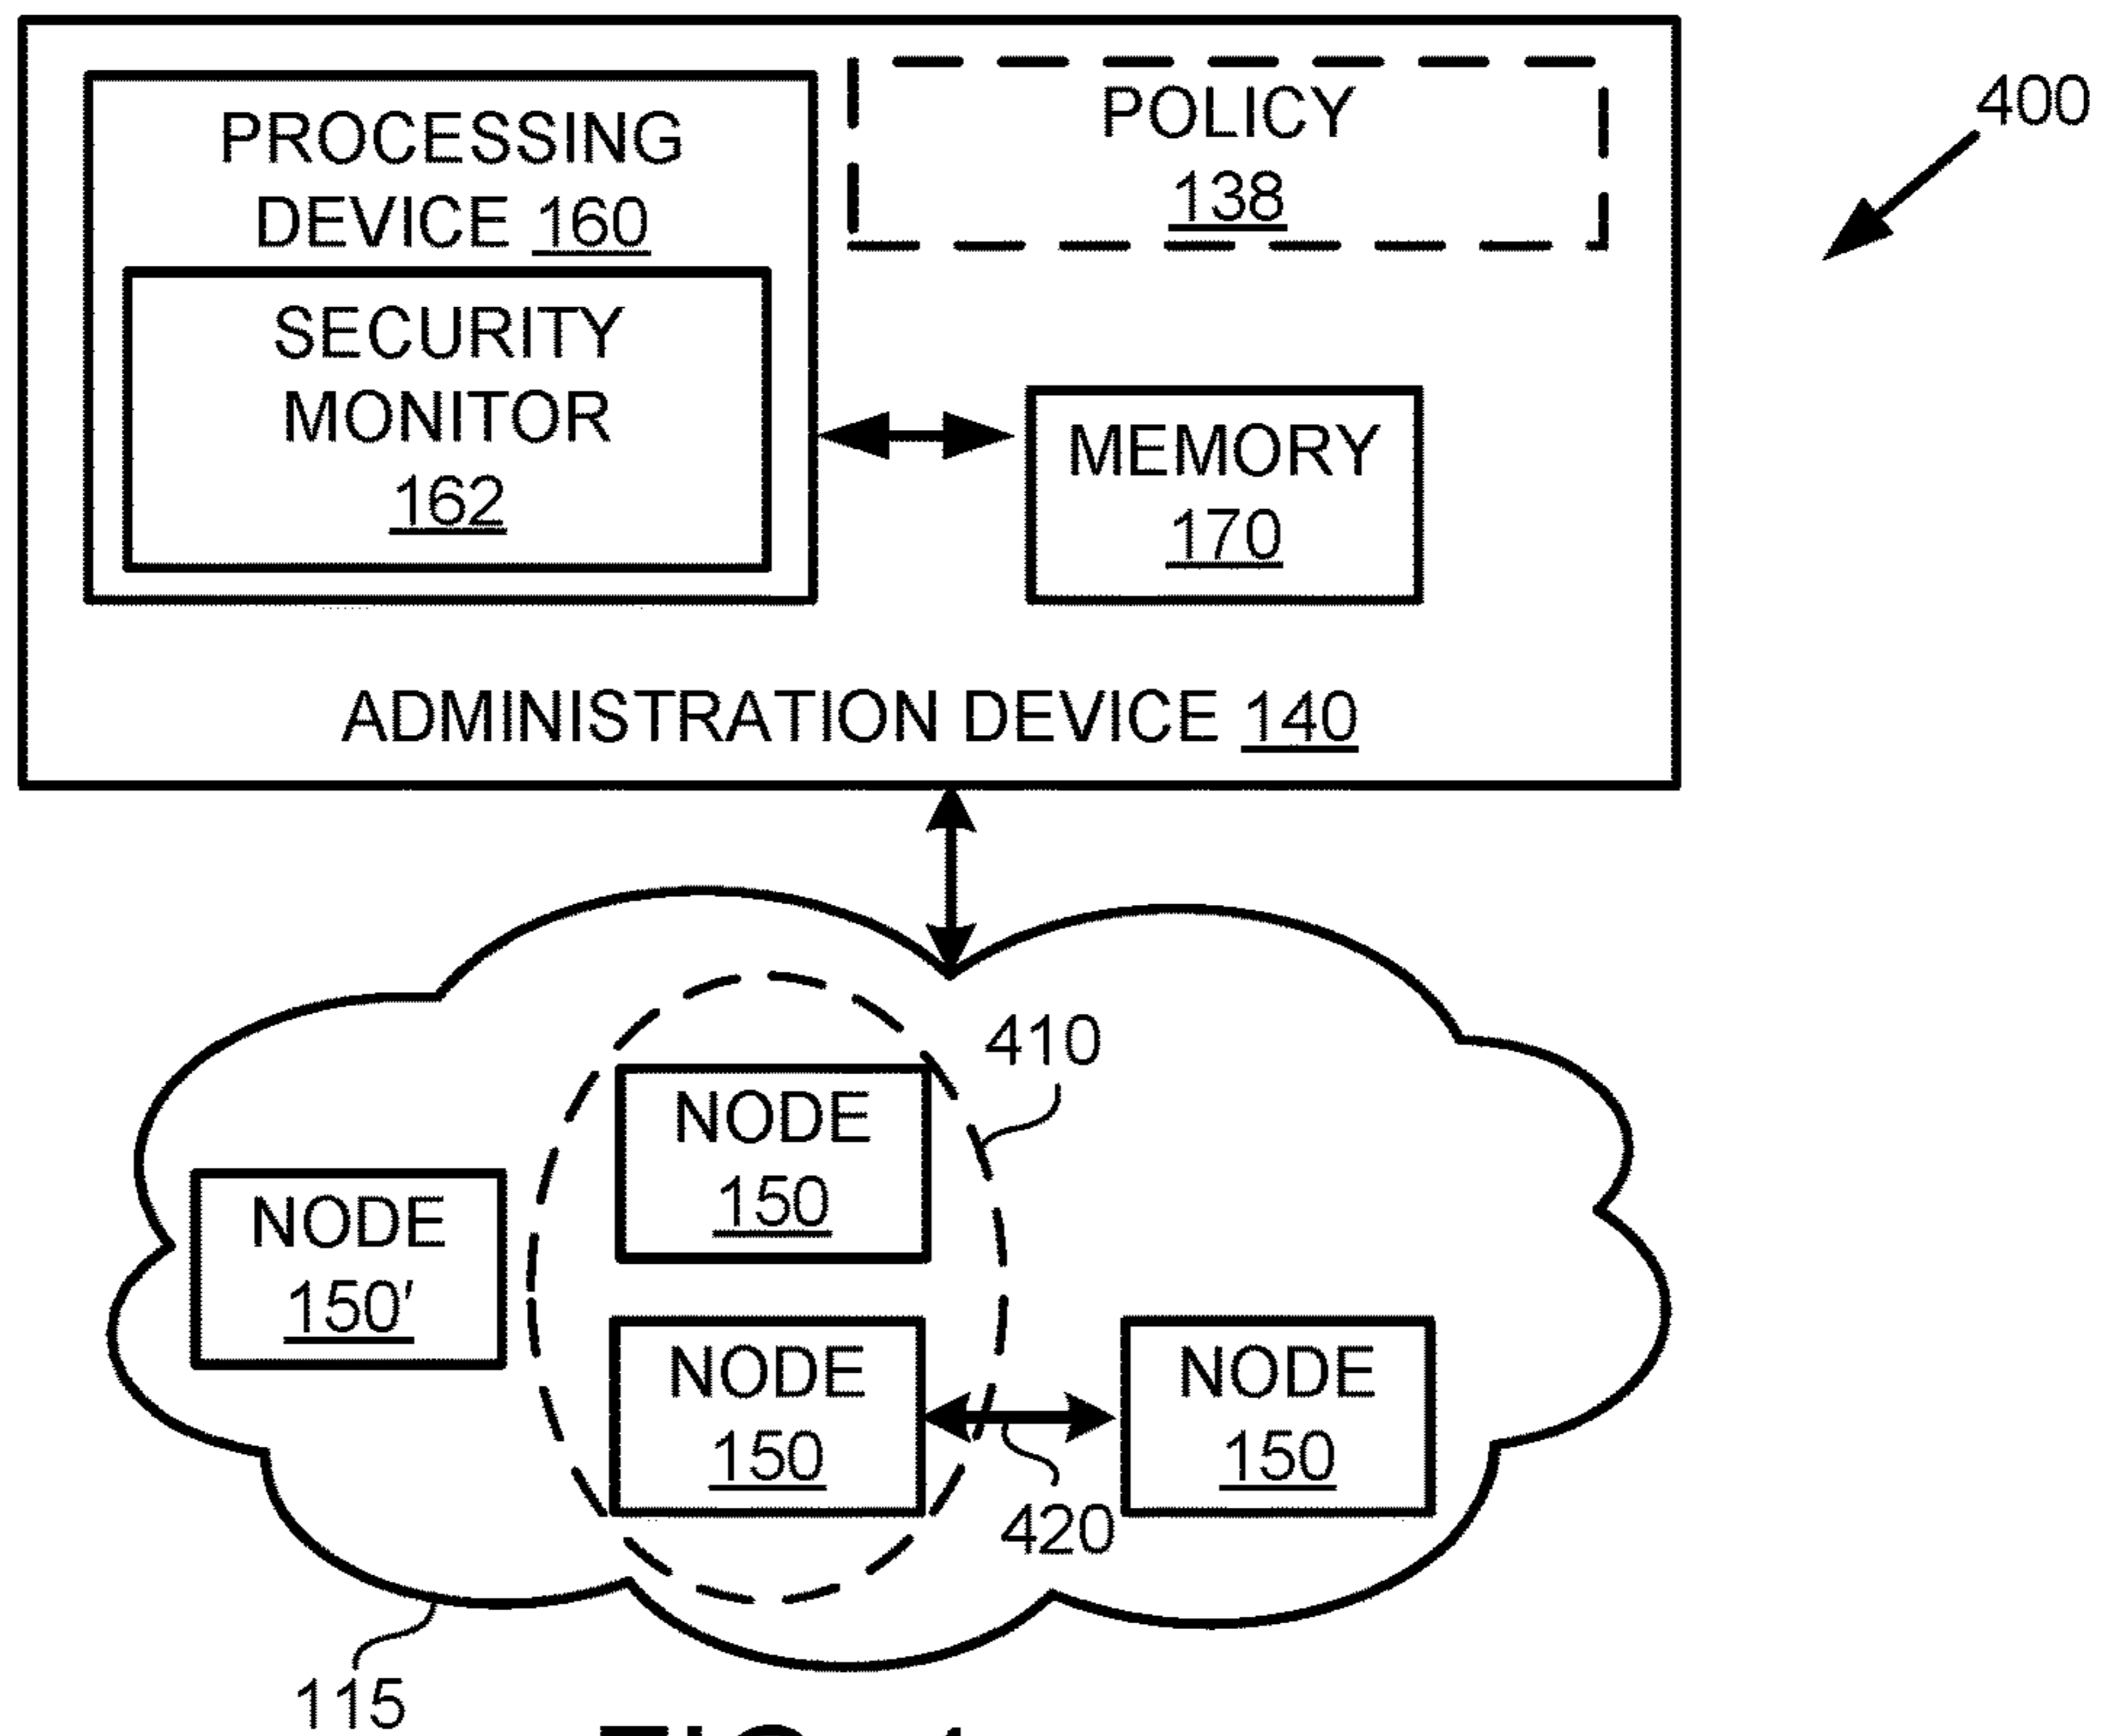 PROCESSING
DEVICE 160
POLICY
138
400
SECURITY
MONITOR
162
MEMORY
170
ADMINISTRATION DEVICE 140
410
NODE
150
NODE
150'
NODE
150
NODE
150
420
115